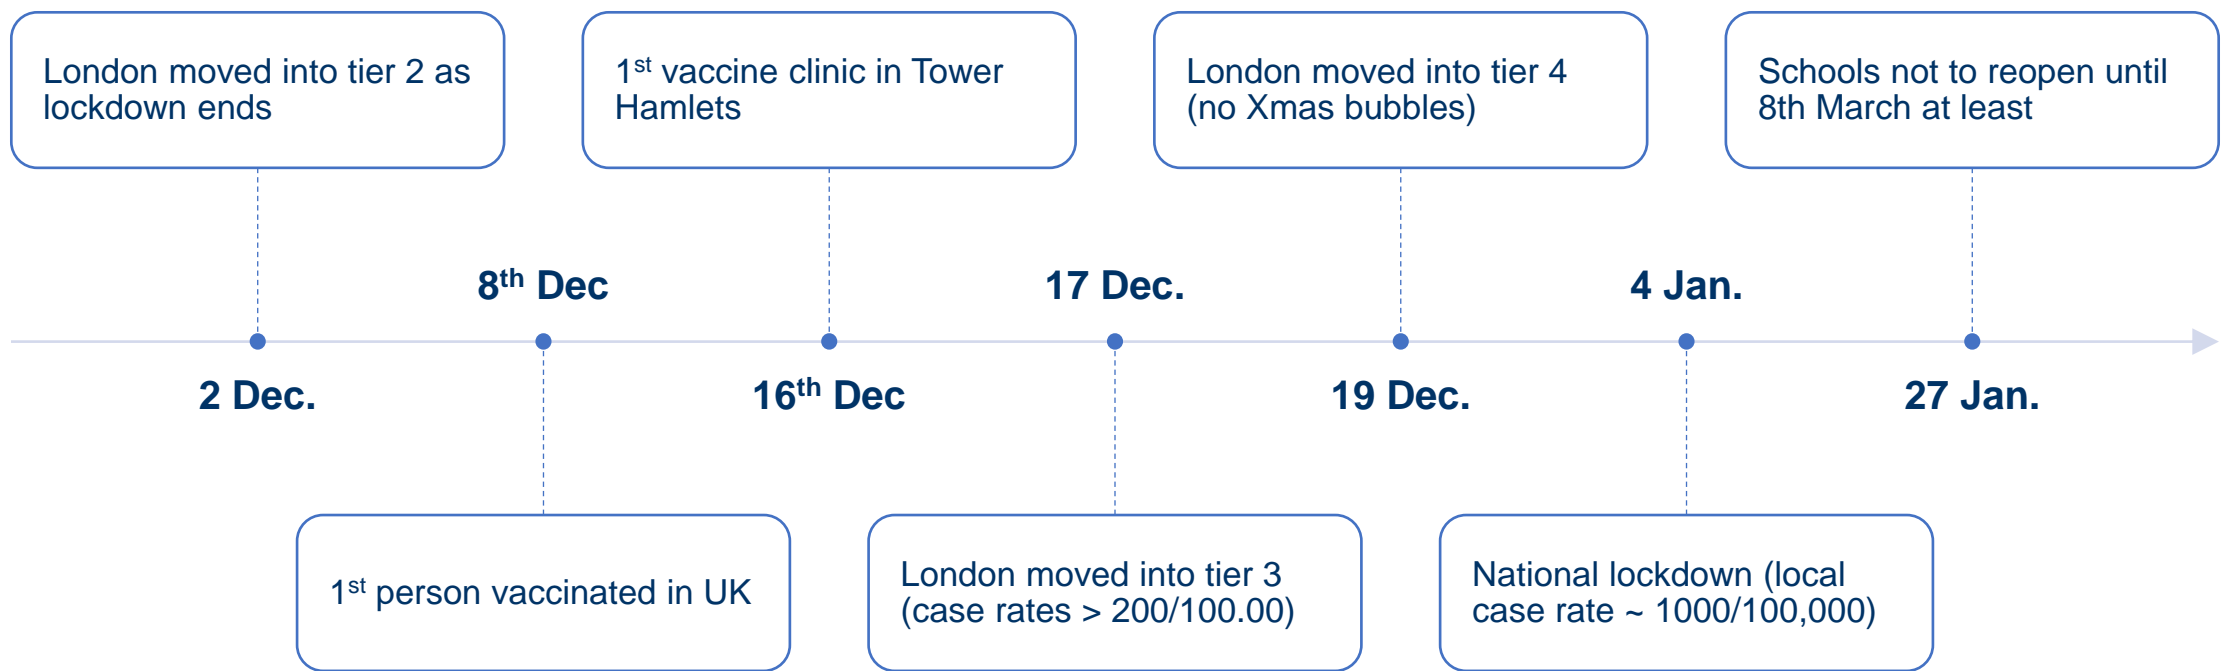 London moved into tier 2 as
lockdown ends
1st vaccine clinic in Tower
Hamlets
London moved into tier 4
(no Xmas bubbles)
Schools not to reopen until
8th March at least
8th Dec
17 Dec.
4 Jan.
2 Dec.
16th Dec
19 Dec.
27 Jan.
1st person vaccinated in UK
London moved into tier 3
(case rates > 200/100.00)
National lockdown (local
case rate ~ 1000/100,000)